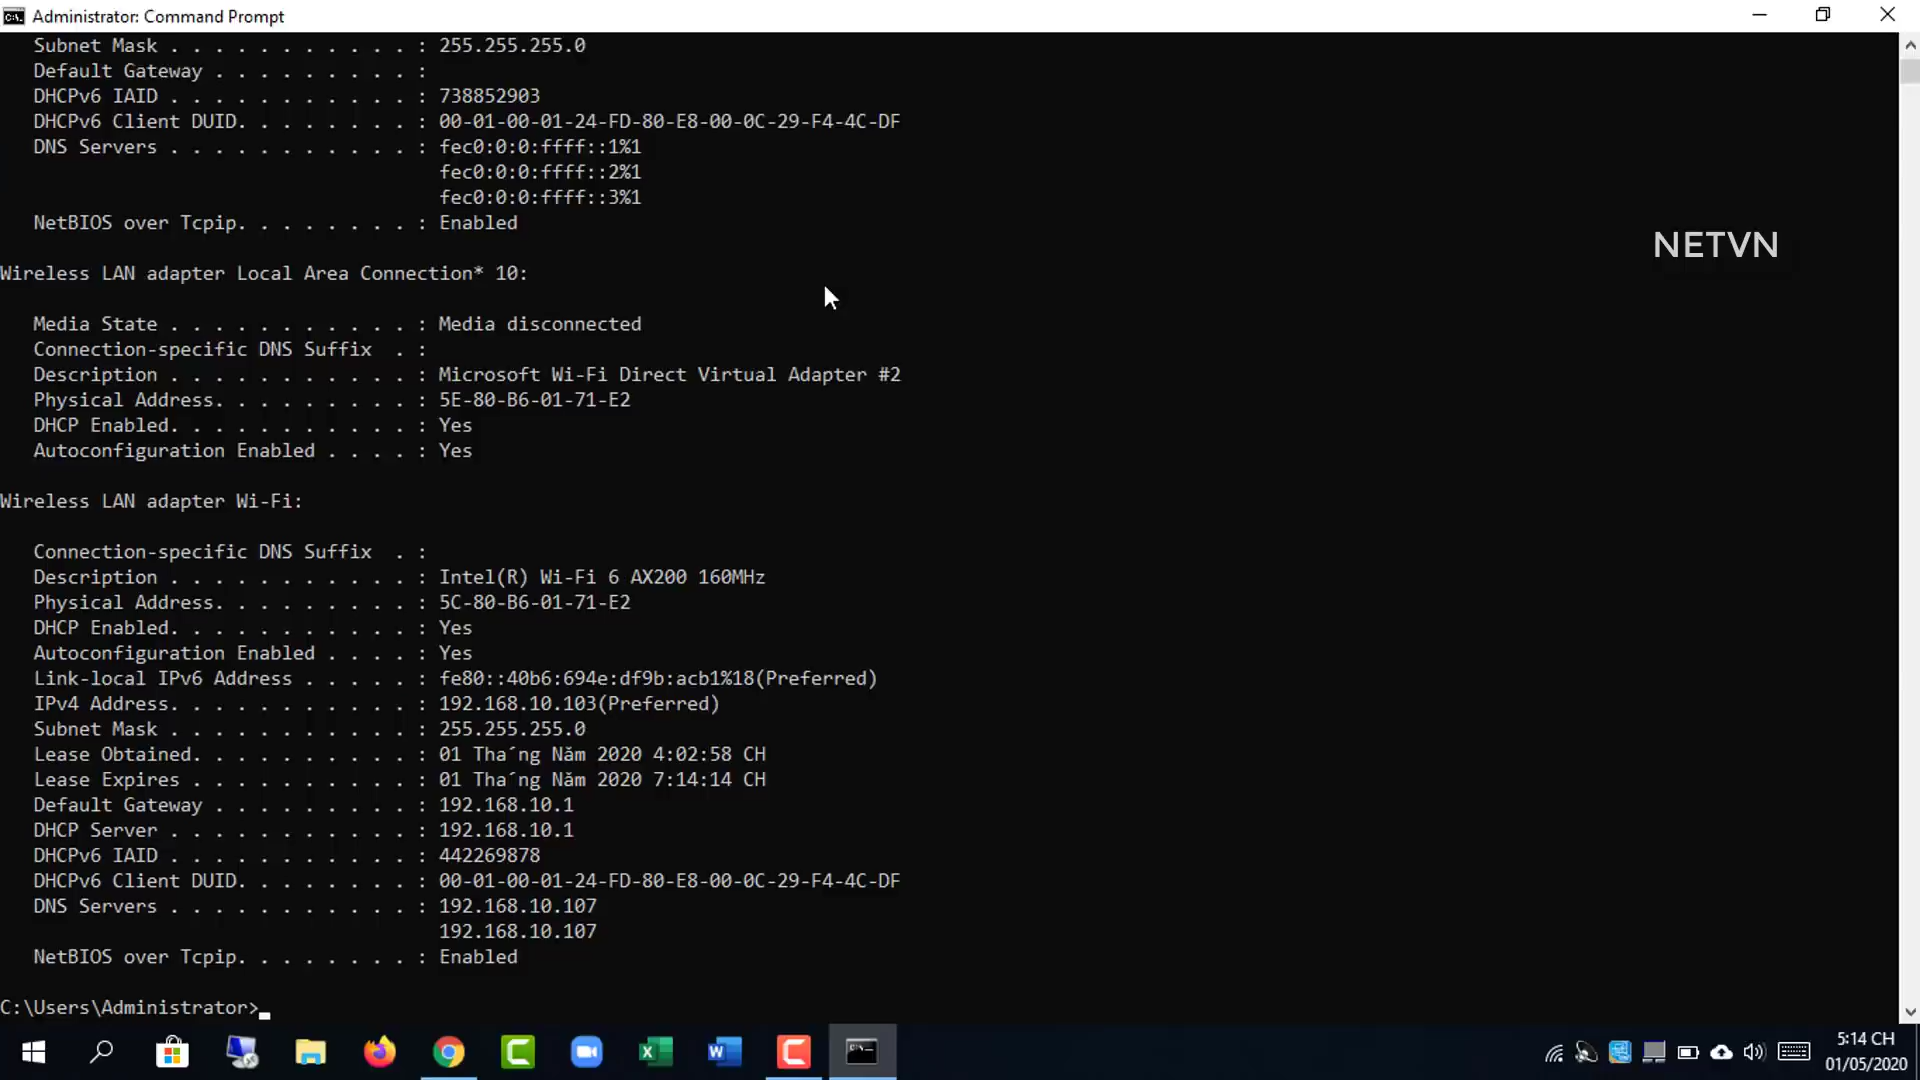 Administrator: Command Prompt
Subnet Mask . . . . . . . . . . . : 255.255.255.0
Default Gateway . . . . . . . . . :
DHCPv6 IAID . . . . . . . . . . . : 738852903
DHCPv6 Client DUID. . . . . . . . : 00-01-00-01-24-FD-80-E8-00-0C-29-F4-4C-DF
DNS Servers . . . . . . . . . . . : fec0:0:0:ffff::1%1
fec0:0:0:ffff::2%1
fec0:0:0:ffff::3%1
NetBIOS over Tcpip. . . . . . . . : Enabled
NETVN
Wireless LAN adapter Local Area Connection* 10:
Media State . . . . . . . . . . . : Media disconnected
Connection-specific DNS Suffix  . :
Description . . . . . . . . . . . : Microsoft Wi-Fi Direct Virtual Adapter #2
Physical Address. . . . . . . . . : 5E-80-B6-01-71-E2
DHCP Enabled. . . . . . . . . . . : Yes
Autoconfiguration Enabled . . . . : Yes
Wireless LAN adapter Wi-Fi:
Connection-specific DNS Suffix  . :
Description . . . . . . . . . . . : Intel(R) Wi-Fi 6 AX200 160MHz
Physical Address. . . . . . . . . : 5C-80-B6-01-71-E2
DHCP Enabled. . . . . . . . . . . : Yes
Autoconfiguration Enabled . . . . : Yes
Link-local IPv6 Address . . . . . : fe80::40b6:694e:df9b:acb1%18(Preferred)
IPv4 Address. . . . . . . . . . . : 192.168.10.103(Preferred)
Subnet Mask . . . . . . . . . . . : 255.255.255.0
Lease Obtained. . . . . . . . . . : 01 Tha´ng Năm 2020 4:02:58 CH
Lease Expires . . . . . . . . . . : 01 Tha´ng Năm 2020 7:14:14 CH
Default Gateway . . . . . . . . . : 192.168.10.1
DHCP Server . . . . . . . . . . . : 192.168.10.1
DHCPv6 IAID . . . . . . . . . . . : 442269878
DHCPv6 Client DUID. . . . . . . . : 00-01-00-01-24-FD-80-E8-00-0C-29-F4-4C-DF
DNS Servers . . . . . . . . . . . : 192.168.10.107
192.168.10.107
NetBIOS over Tcpip. . . . . . . . : Enabled
C:\Users\Administrator>
5:14 CH
01/05/2020